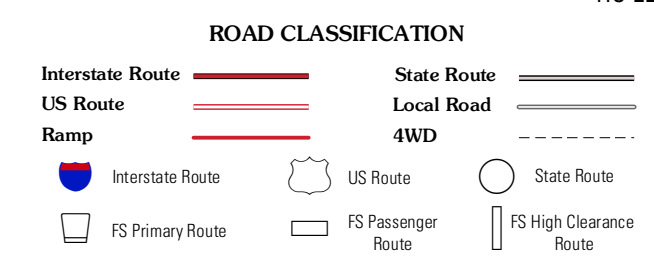 ROAD CLASSIFICATION
Interstate Route
State Route
US Route
Local Road
Ramp
4WD
Interstate Route
US Route
State Route
FS Primary Route
FS Passenger
Route
FS High Clearance
Route